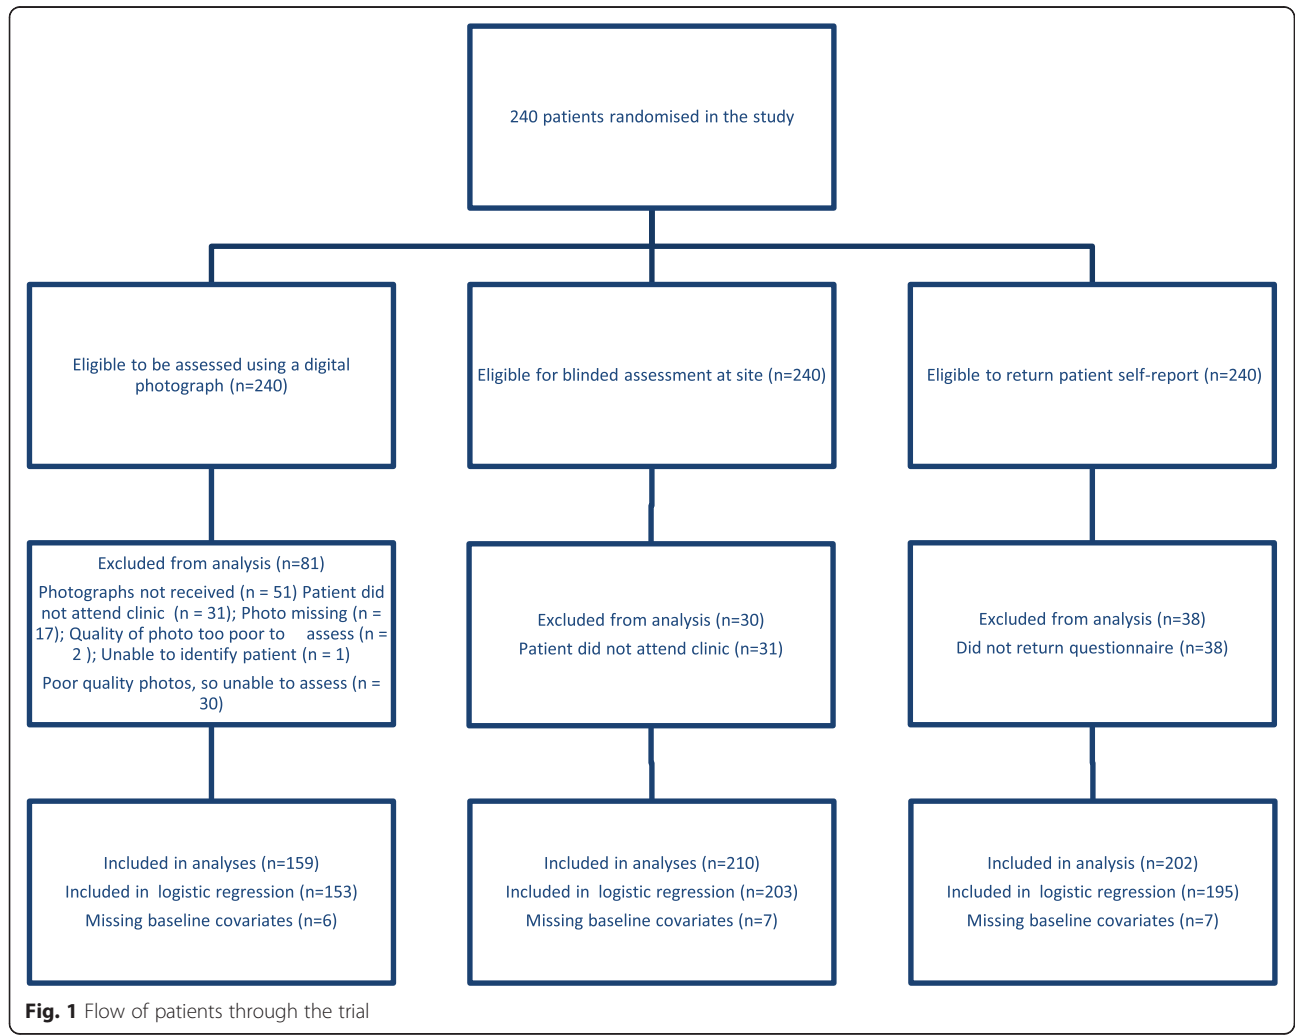 240 patients randomised in the study
Eligible to be assessed using a digital
photograph (n=240)
Eligible for blinded assessment at site (n=240)
Eligible to return patient self-report (n=240)
Excluded from analysis (n=81)
Photographs not received (n = 51) Patient did
not attend clinic (n = 31); Photo missing (n =
17); Quality of photo too poor to assess (n =
2 ); Unable to identify patient (n = 1)
Poor quality photos, so unable to assess (n =
30)
Excluded from analysis (n=30)
Patient did not attend clinic (n=31)
Excluded from analysis (n=38)
Did not return questionnaire (n=38)
Included in analyses (n=159)
Included in logistic regression (n=153)
Missing baseline covariates (n=6)
Included in analyses (n=210)
Included in logistic regression (n=203)
Missing baseline covariates (n=7)
Included in analysis (n=202)
Included in logistic regression (n=195)
Missing baseline covariates (n=7)
Fig. 1 Flow of patients through the trial